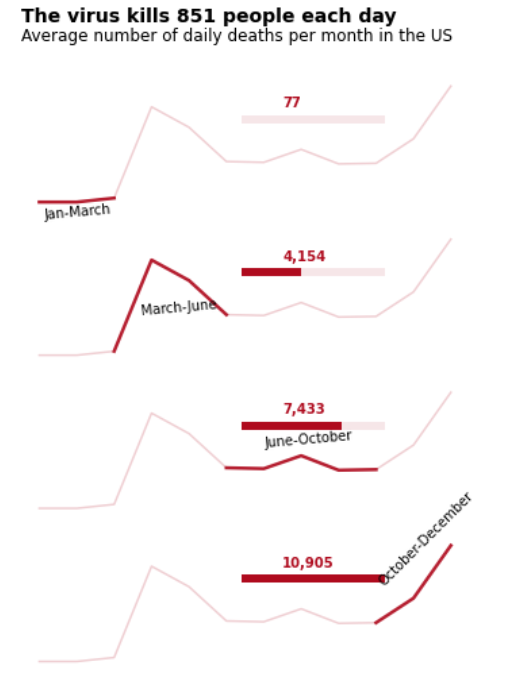 The virus kills 851 people each day
Average number of daily deaths per month in the US
77
Jan-March
4,154
March-June
7,433
June-October
10,905
October-December